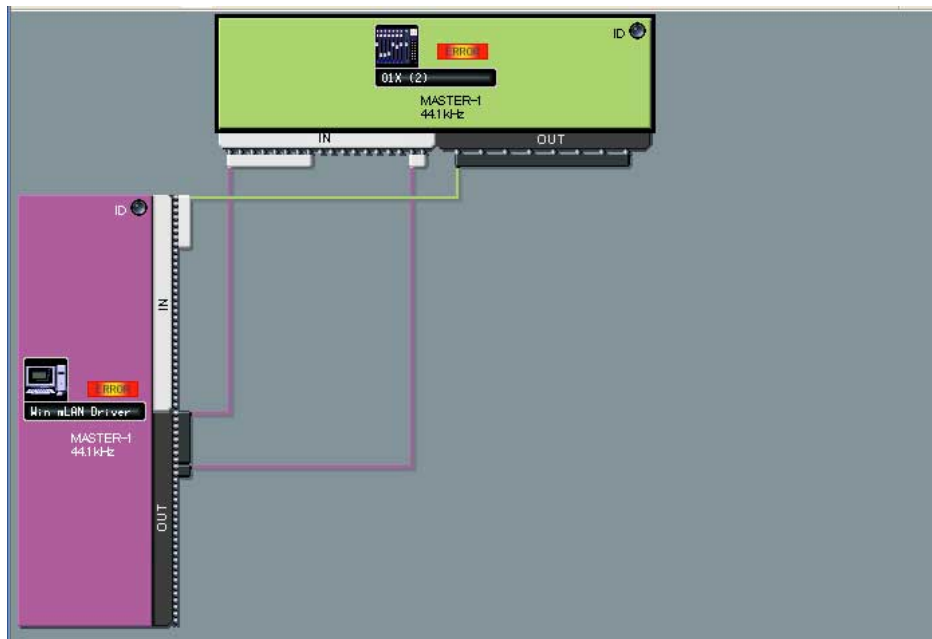 ID
ERROR
01X (2)
MASTER-1
44.1 kHz
IN
OUT
ID
IN
ERROR
Win mLAN Driver
MASTER-1
44.1 kHz
OUT